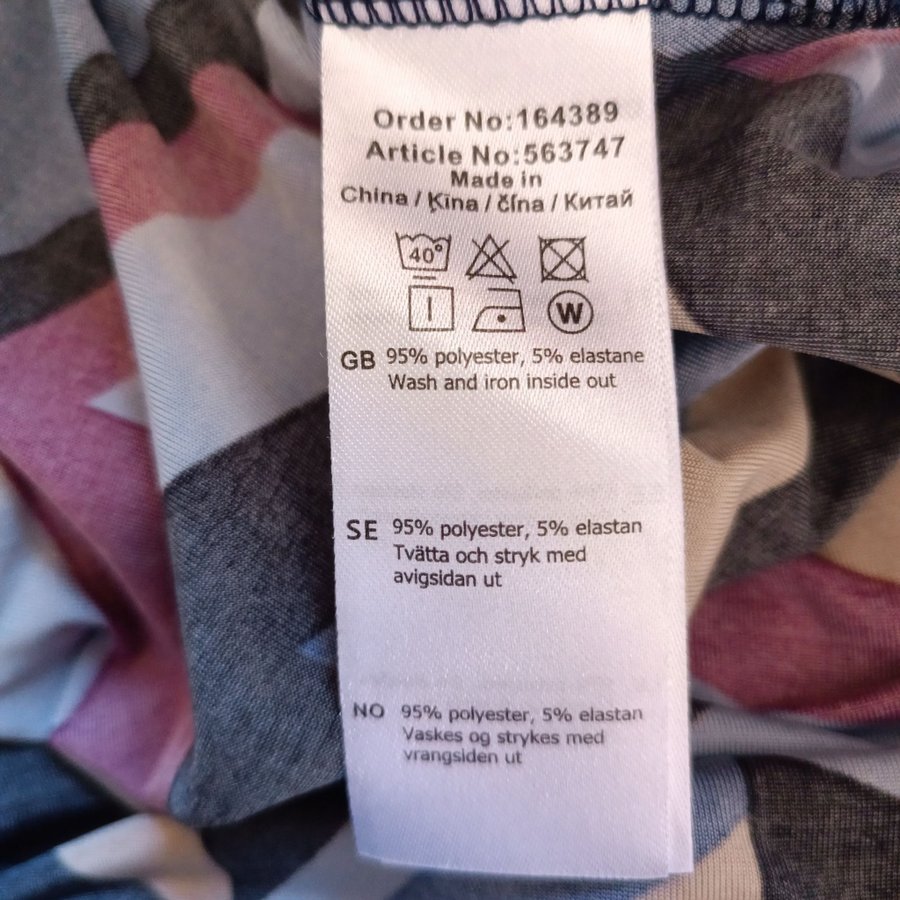 Order No:164389
Article No:563747
Made in
China / Ķīna / čína / Китай
40°
W
GB 95% polyester, 5% elastane
Wash and iron inside out
SE 95% polyester, 5% elastan
Tvätta och stryk med
avigsidan ut
NO 95% polyester, 5% elastan
Vaskes og strykes med
vrangsiden ut